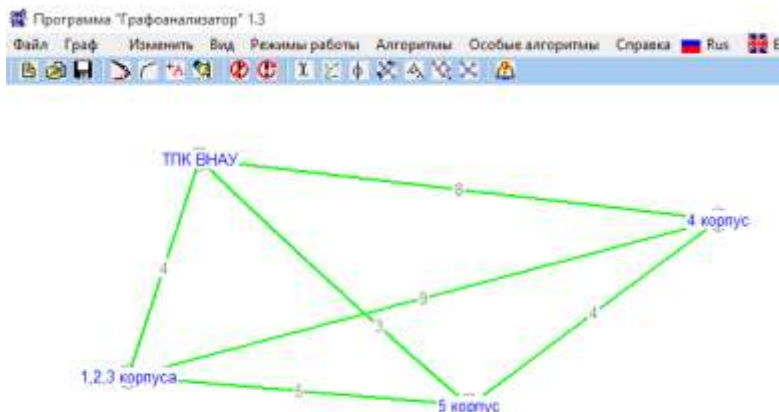 Программа "Графоанализатор" 1.3
Файл Граф Изменить Вид Режимы работы Алгоритмы Особые алгоритмы Справка Rus
ТПК ВНАУ
8
4 корпус
4
9
3
4
1,2,3 корпуса
5
5 корпус